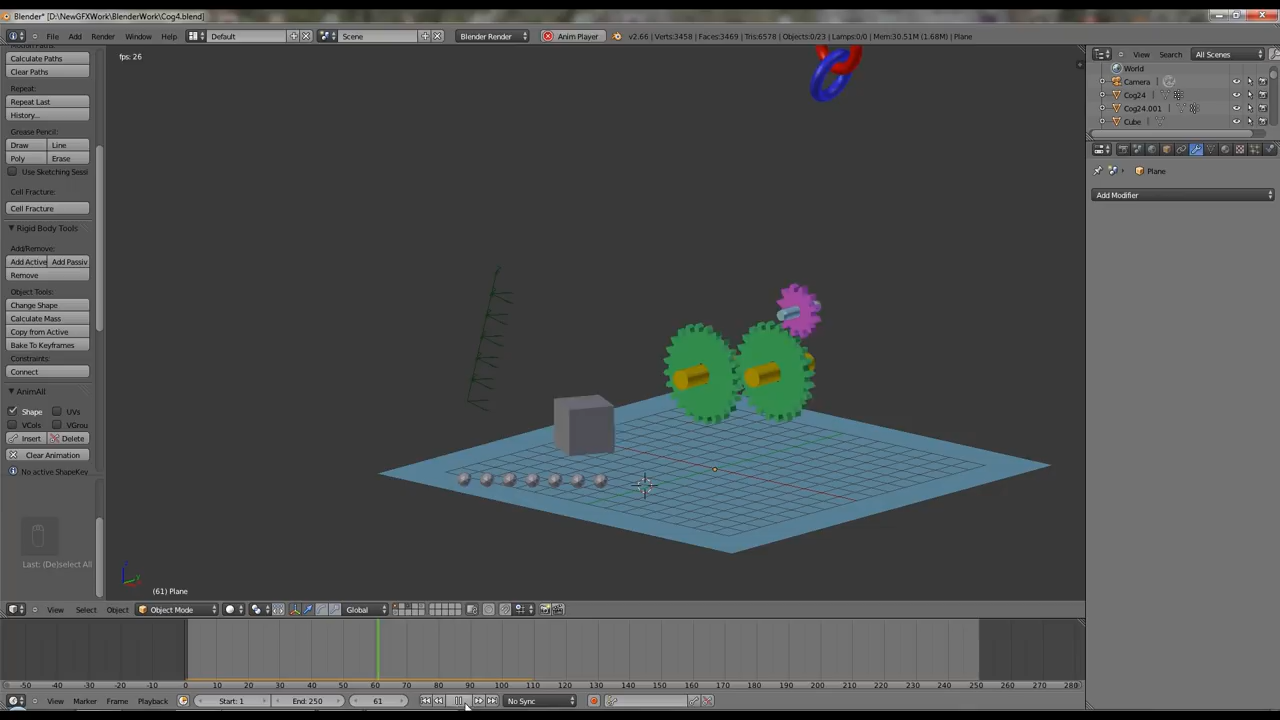 Blender* [D:\NewGFXWork\BlenderWork\Cog4.blend]
File Add Render Window Help Default Scene Blender Render Anim Player v2.66 | Verts:3458 | Faces:3469 | Tris:6578 | Objects:0/23 | Lamps:0/0 | Mem:30.51M (1.68M) | Plane
View Search All Scenes
fps: 26
Calculate Paths
Clear Paths
Repeat:
Repeat Last
History...
Grease Pencil:
Draw Line
Poly Erase
Use Sketching Sessi
Cell Fracture:
Cell Fracture
Rigid Body Tools
Add/Remove:
Add Active Add Passiv
Remove
Object Tools:
Change Shape
Calculate Mass
Copy from Active
Bake To Keyframes
Constraints:
Connect
AnimAll
Shape UVs
VCols VGrou
Insert Delete
Clear Animation
No active ShapeKey
Last: (De)select All
World
Camera
Cog24
Cog24.001
Cube
Plane
Add Modifier
(61) Plane
View Select Object Object Mode Global
-50 -40 -30 -20 -10 0 10 20 30 40 50 60 70 80 90 100 110 120 130 140 150 160 170 180 190 200 210 220 230 240 250 260 270 280
View Marker Frame Playback Start: 1 End: 250 61 No Sync